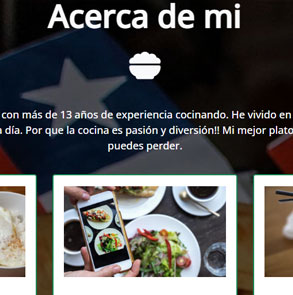 Acerca de mi
con más de 13 años de experiencia cocinando. He vivido en
día. Por que la cocina es pasión y diversión!! Mi mejor plato
puedes perder.